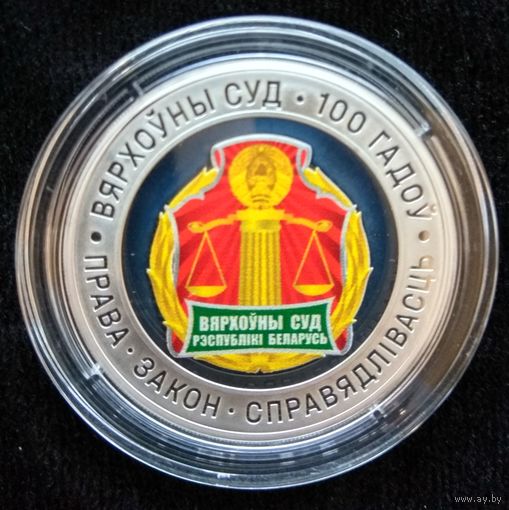 ВЯРХОЎНЫ СУД · 100 ГАДОЎ
· ПРАВА · ЗАКОН · СПРАВЯДЛІВАСЦЬ ·
ВЯРХОЎНЫ СУД
РЭСПУБЛІКІ БЕЛАРУСЬ
www.ay.by